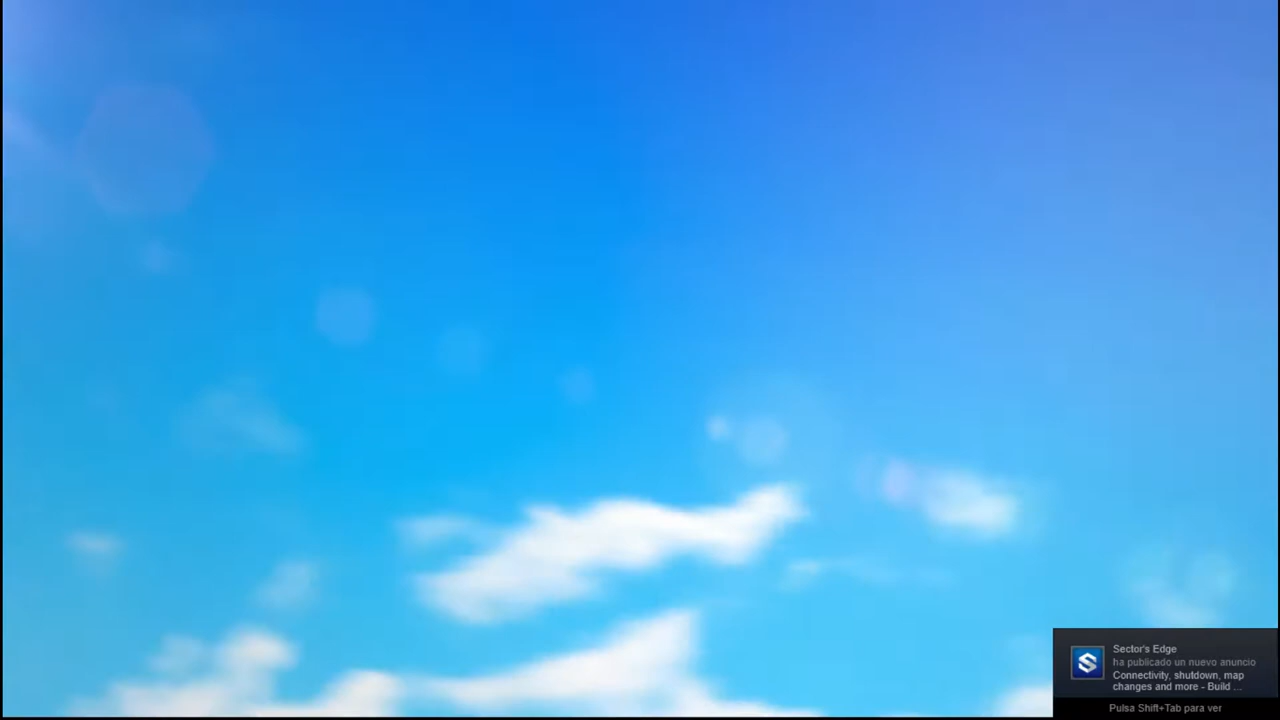 Sector's Edge
ha publicado un nuevo anuncio
Connectivity, shutdown, map
changes and more - Build ...
Pulsa Shift+Tab para ver